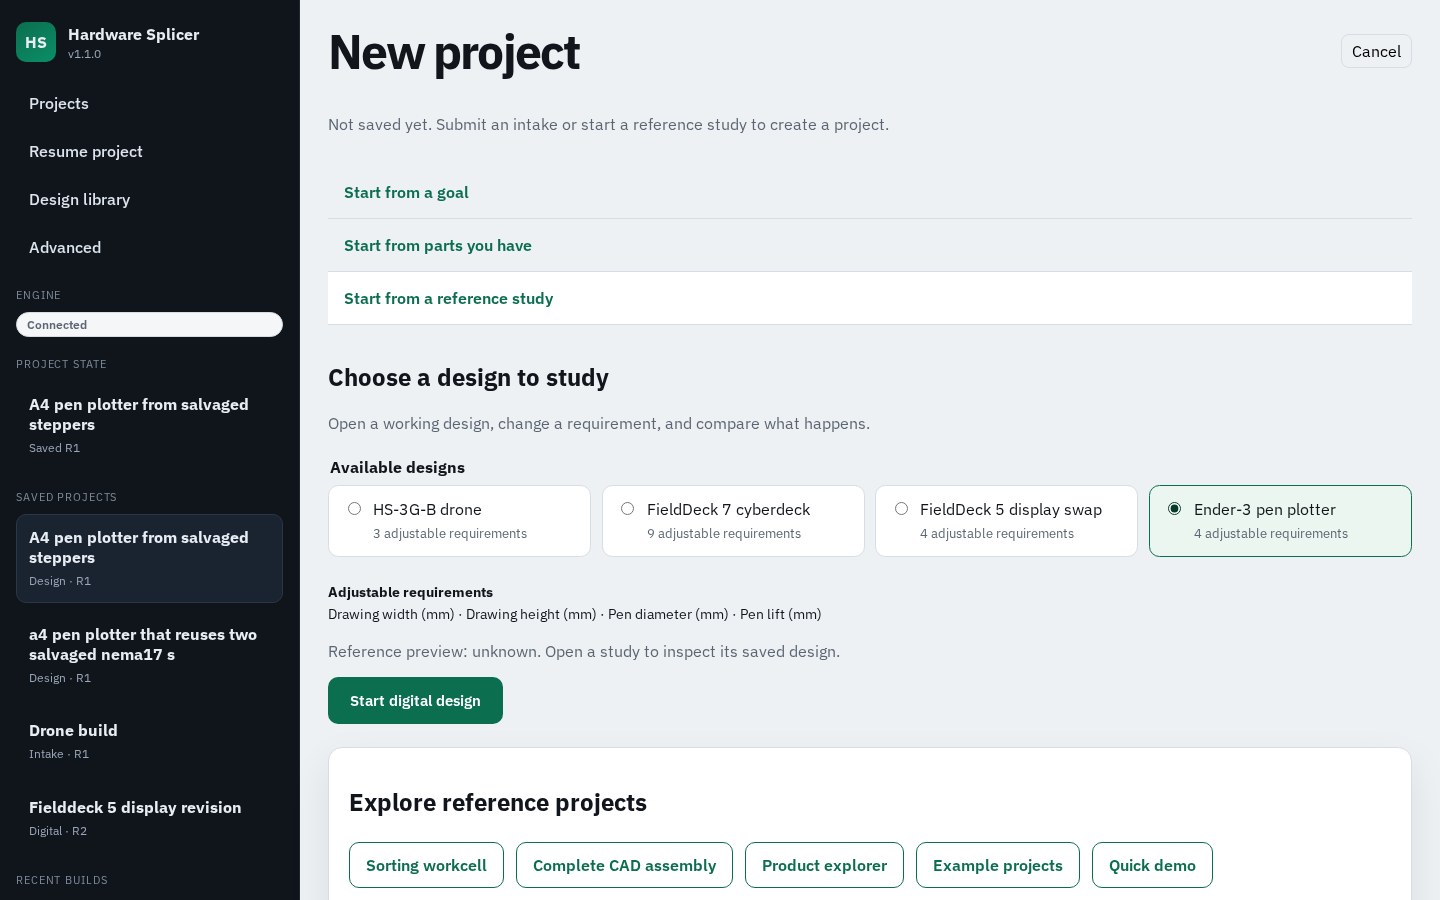 HS
Hardware Splicer
v1.1.0
Projects
Resume project
Design library
Advanced
ENGINE
Connected
PROJECT STATE
A4 pen plotter from salvaged
steppers
Saved R1
SAVED PROJECTS
A4 pen plotter from salvaged
steppers
Design · R1
a4 pen plotter that reuses two
salvaged nema17 s
Design · R1
Drone build
Intake · R1
Fielddeck 5 display revision
Digital · R2
RECENT BUILDS
New project
Cancel
Not saved yet. Submit an intake or start a reference study to create a project.
Start from a goal
Start from parts you have
Start from a reference study
Choose a design to study
Open a working design, change a requirement, and compare what happens.
Available designs
HS-3G-B drone
3 adjustable requirements
FieldDeck 7 cyberdeck
9 adjustable requirements
FieldDeck 5 display swap
4 adjustable requirements
Ender-3 pen plotter
4 adjustable requirements
Adjustable requirements
Drawing width (mm) · Drawing height (mm) · Pen diameter (mm) · Pen lift (mm)
Reference preview: unknown. Open a study to inspect its saved design.
Start digital design
Explore reference projects
Sorting workcell
Complete CAD assembly
Product explorer
Example projects
Quick demo